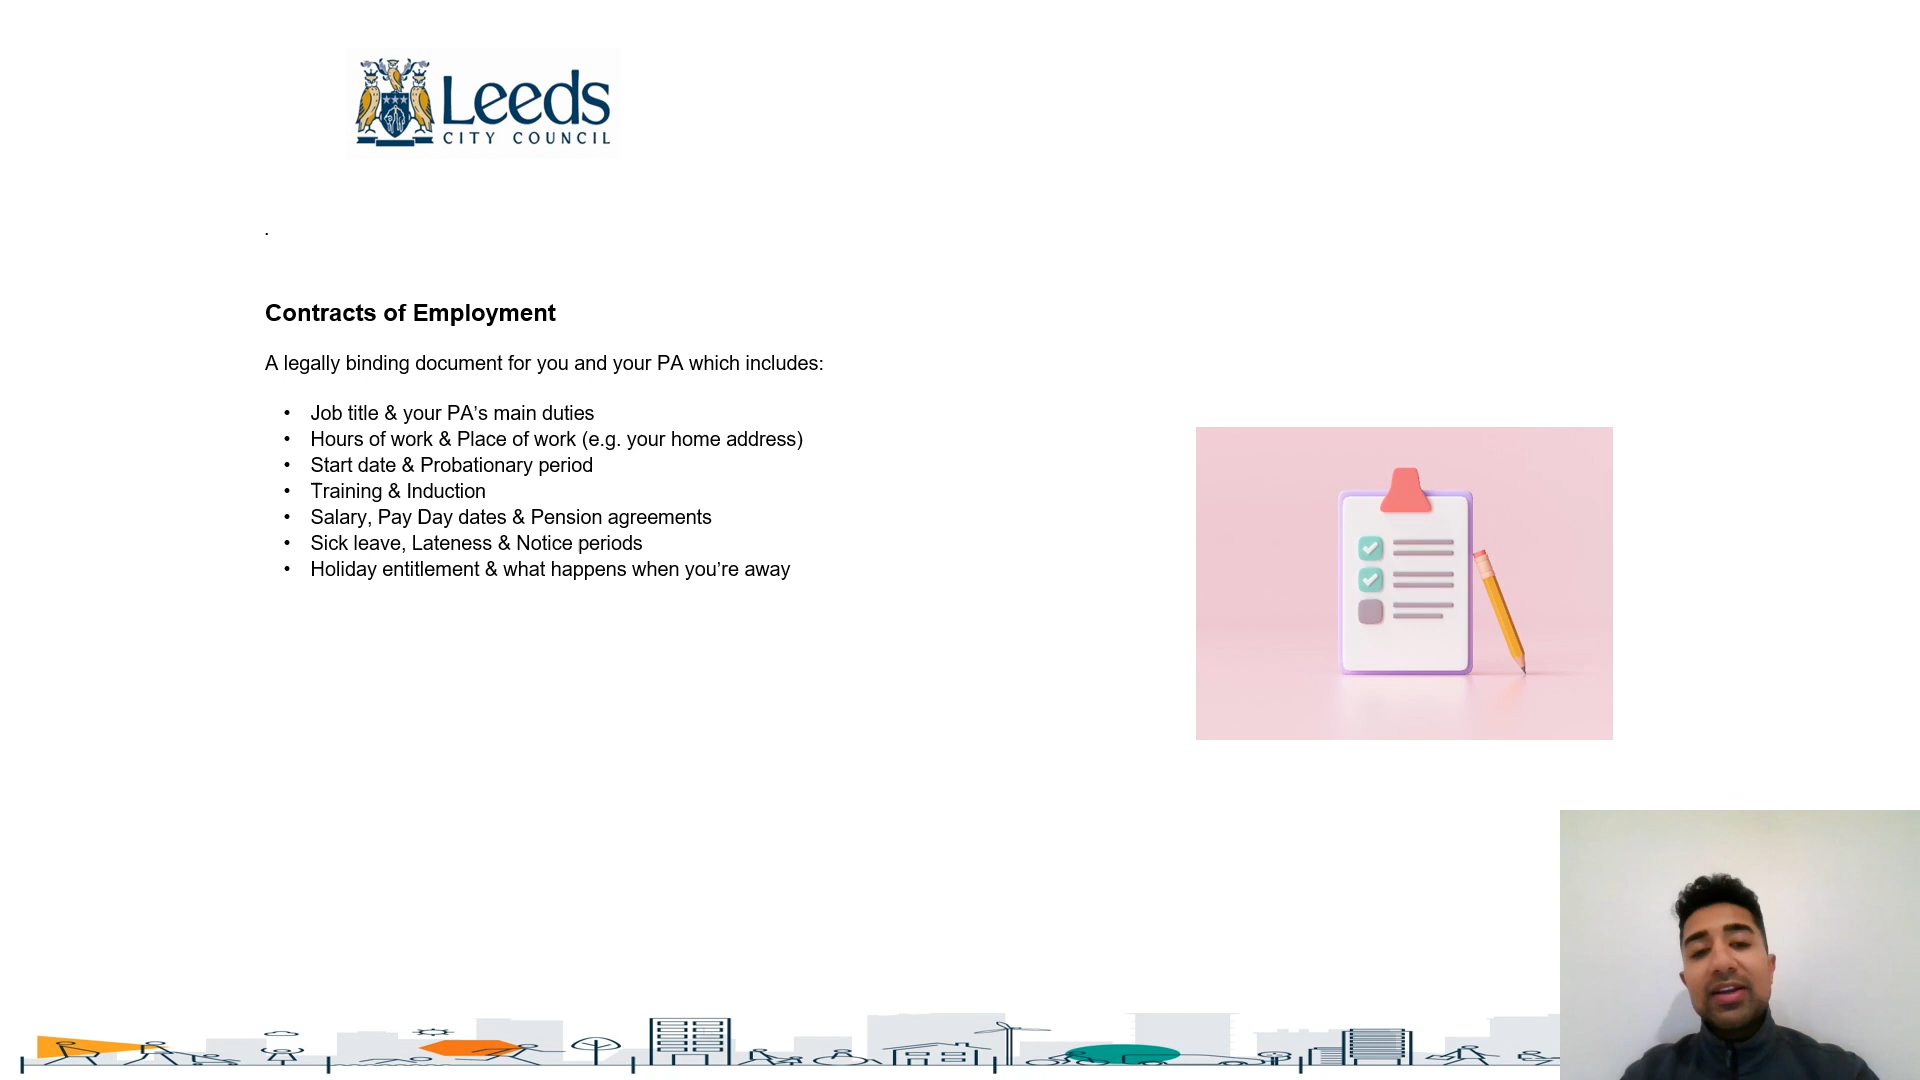 Leeds
CITY COUNCIL
.
Contracts of Employment
A legally binding document for you and your PA which includes:
• Job title & your PA’s main duties
• Hours of work & Place of work (e.g. your home address)
• Start date & Probationary period
• Training & Induction
• Salary, Pay Day dates & Pension agreements
• Sick leave, Lateness & Notice periods
• Holiday entitlement & what happens when you’re away